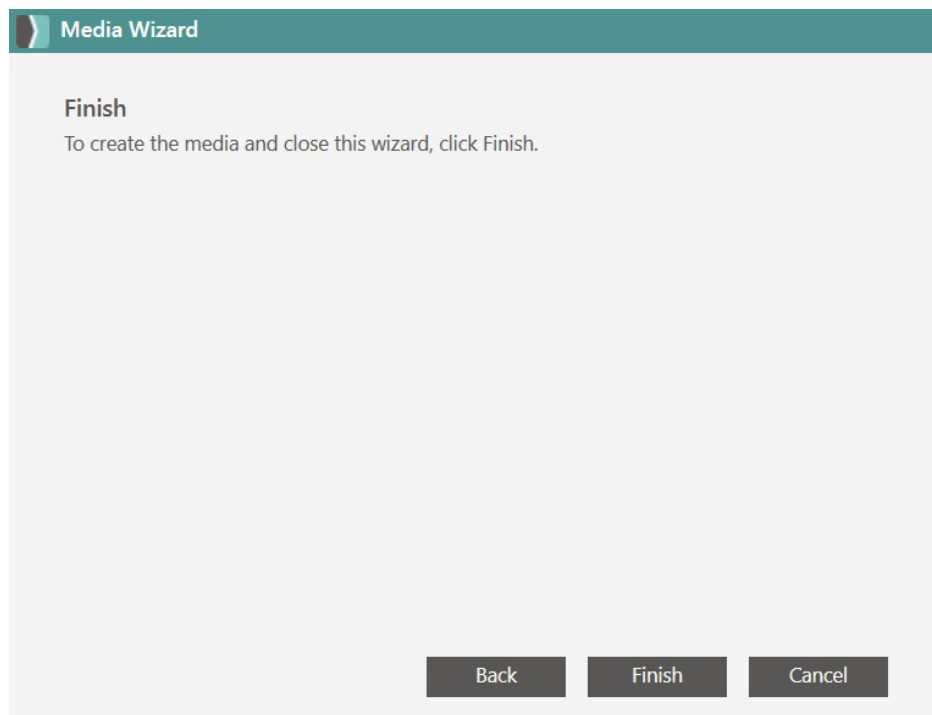 Media Wizard
Finish
To create the media and close this wizard, click Finish.
Back Finish Cancel